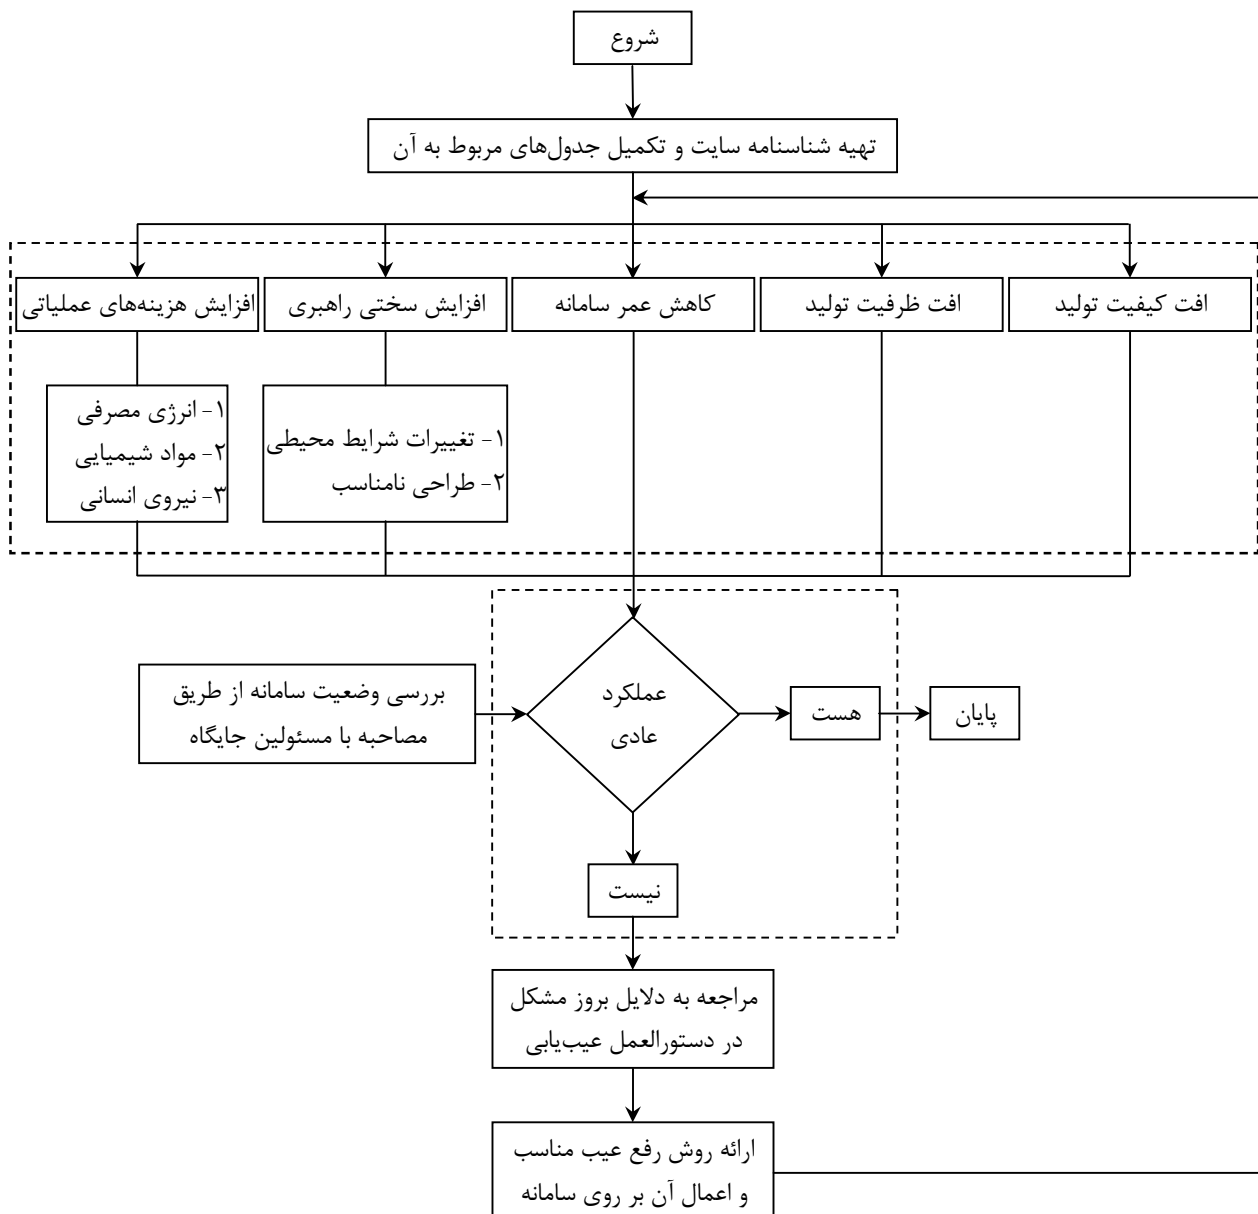 شروع
تهیه شناسنامه سایت و تکمیل جدول‌های مربوط به آن
افت کیفیت تولید
افت ظرفیت تولید
کاهش عمر سامانه
افزایش سختی راهبری
افزایش هزینه‌های عملیاتی
۱- تغییرات شرایط محیطی
۲- طراحی نامناسب
۱- انرژی مصرفی
۲- مواد شیمیایی
۳- نیروی انسانی
بررسی وضعیت سامانه از طریق
مصاحبه با مسئولین جایگاه
عملکرد
عادی
هست
پایان
نیست
مراجعه به دلایل بروز مشکل
در دستورالعمل عیب‌یابی
ارائه روش رفع عیب مناسب
و اعمال آن بر روی سامانه